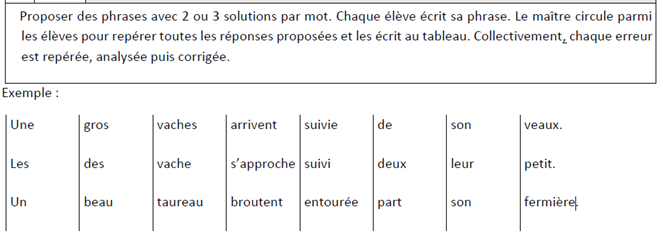 Proposer des phrases avec 2 ou 3 solutions par mot. Chaque élève écrit sa phrase. Le maître circule parmi
les élèves pour repérer toutes les réponses proposées et les écrit au tableau. Collectivement, chaque erreur
est repérée, analysée puis corrigée.
Exemple :
Une gros vaches arrivent suivie de son veaux.
Les des vache s'approche suivi deux leur petit.
Un beau taureau broutent entourée part son fermière.